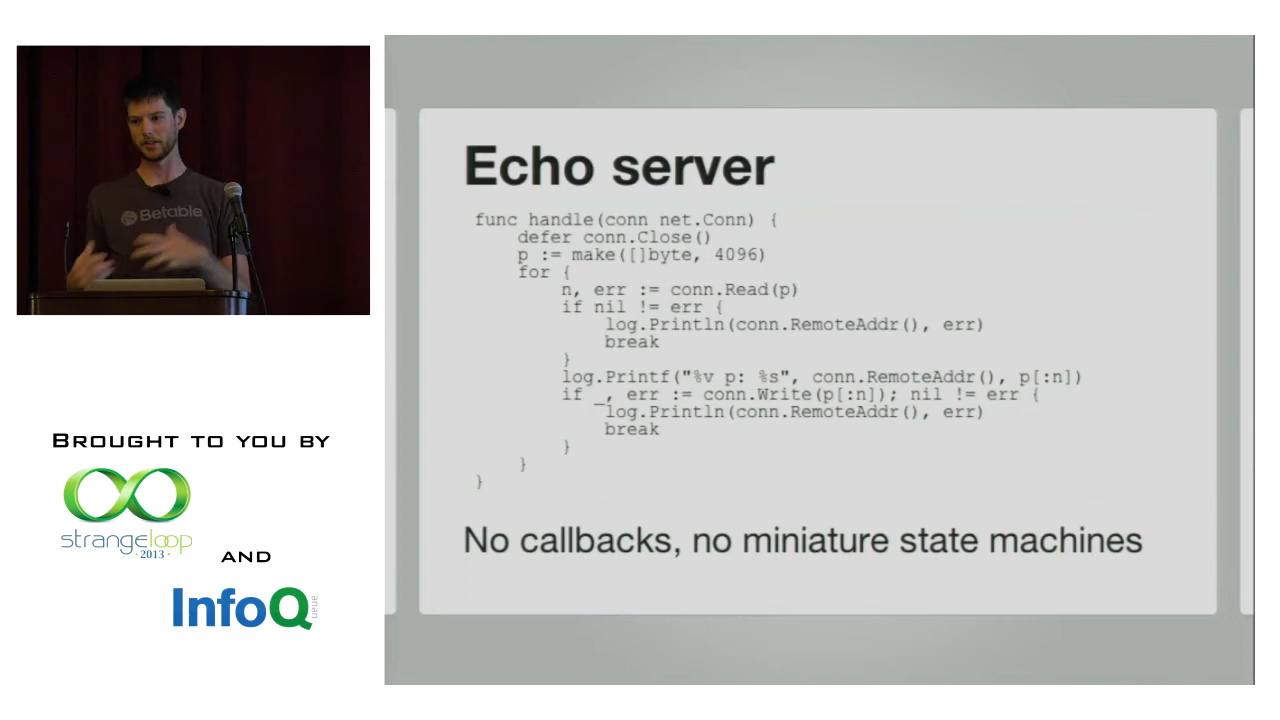 Betable
Echo server
func handle(conn net.Conn) {
    defer conn.Close()
    p := make([]byte, 4096)
    for {
        n, err := conn.Read(p)
        if nil != err {
            log.Println(conn.RemoteAddr(), err)
            break
        }
        log.Printf("%v p: %s", conn.RemoteAddr(), p[:n])
        if _, err := conn.Write(p[:n]); nil != err {
            log.Println(conn.RemoteAddr(), err)
            break
        }
    }
}
No callbacks, no miniature state machines
BROUGHT TO YOU BY
strangeloop
·2013·
AND
InfoQ
ueue